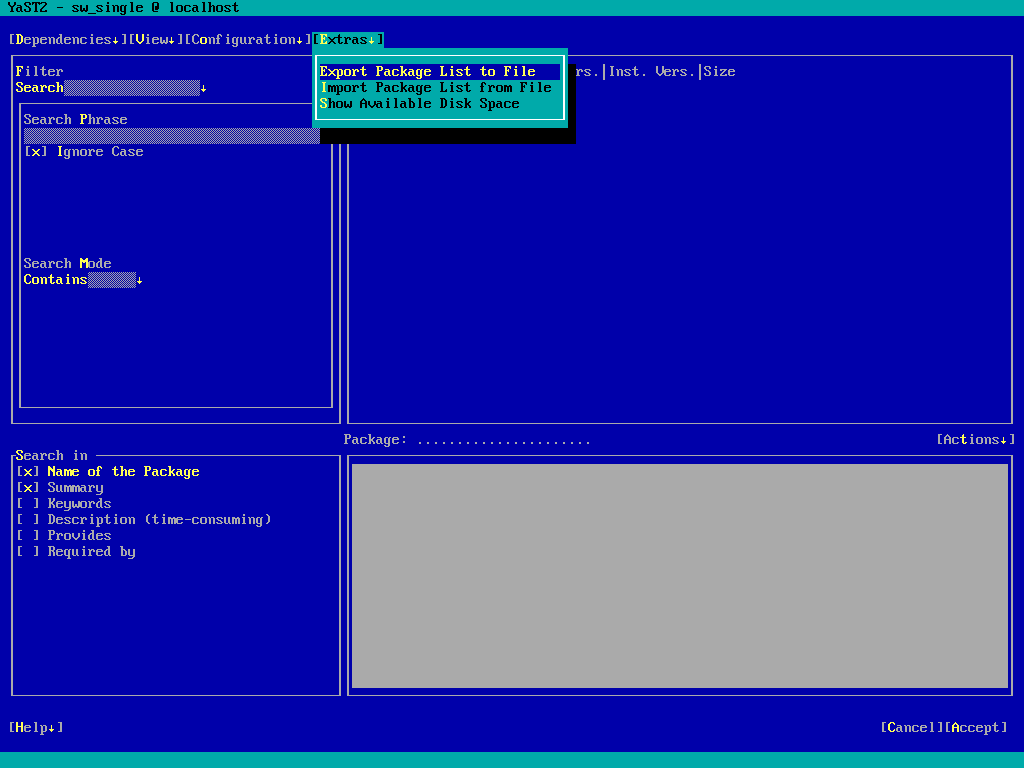 YaST2 - sw_single @ localhost
[Dependencies↓][View↓][Configuration↓][Extras↓]
Filter
Search↓
Export Package List to File
Import Package List from File
Show Available Disk Space
rs.|Inst. Vers.|Size
Search Phrase
[x] Ignore Case
Search Mode
Contains↓
Package: ......................
[Actions↓]
Search in
[x] Name of the Package
[x] Summary
[ ] Keywords
[ ] Description (time-consuming)
[ ] Provides
[ ] Required by
[Help↓]
[Cancel][Accept]